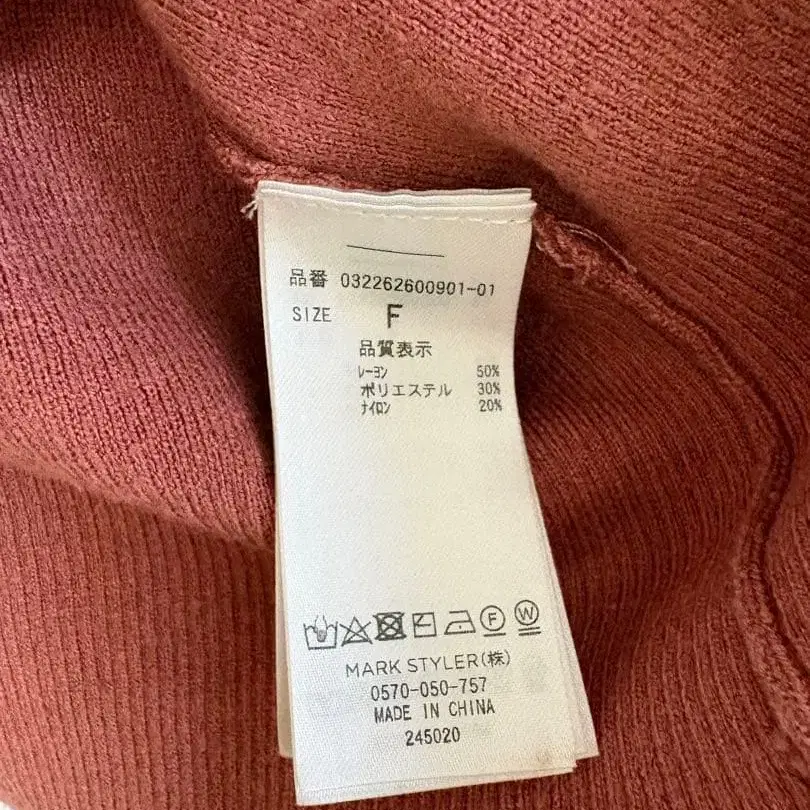 品番 032262600901-01
SIZE F
品質表示
ﾚｰﾖﾝ 50%
ポリエステル 30%
ﾅｲﾛﾝ 20%
F W
MARK STYLER(株)
0570-050-757
MADE IN CHINA
245020